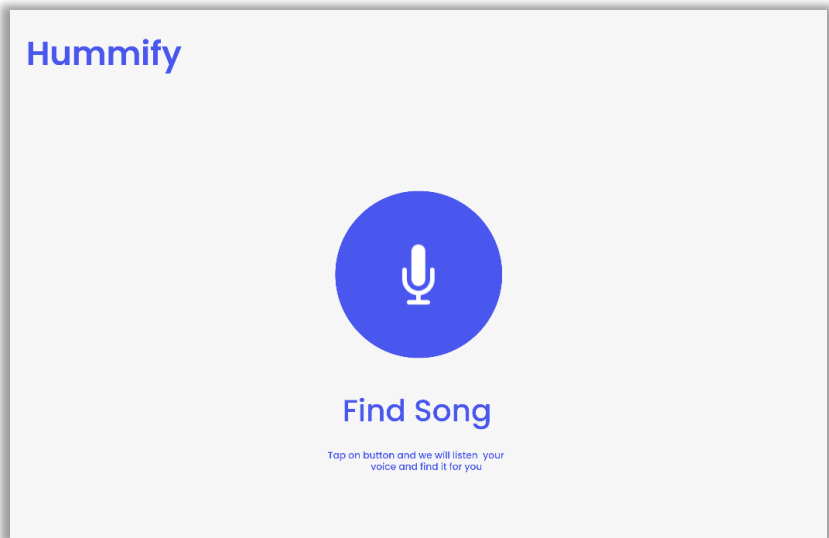 Hummify
Find Song
Tap on button and we will listen  your
voice and find it for you